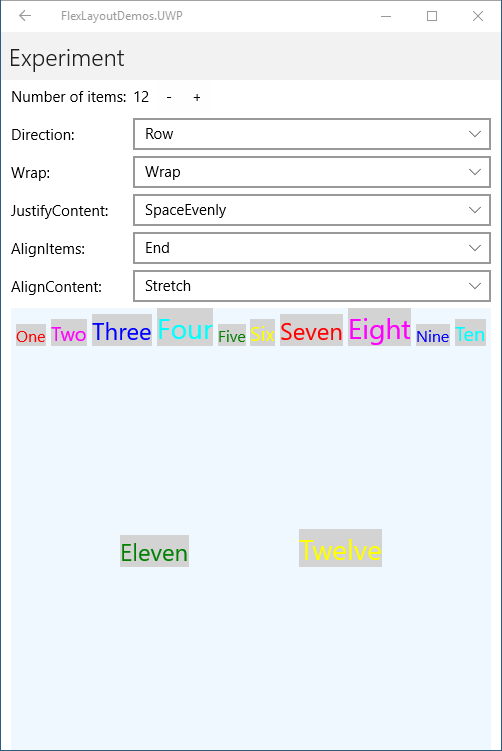 FlexLayoutDemos.UWP
Experiment
Number of items: 12 - +
Direction: Row
Wrap: Wrap
JustifyContent: SpaceEvenly
AlignItems: End
AlignContent: Stretch
One Two Three Four Five Six Seven Eight Nine Ten
Eleven Twelve